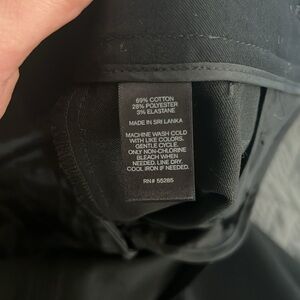 69% COTTON
28% POLYESTER
3% ELASTANE
MADE IN SRI LANKA
MACHINE WASH COLD
WITH LIKE COLORS.
GENTLE CYCLE.
ONLY NON-CHLORINE
BLEACH WHEN
NEEDED. LINE DRY.
COOL IRON IF NEEDED.
RN# 55285